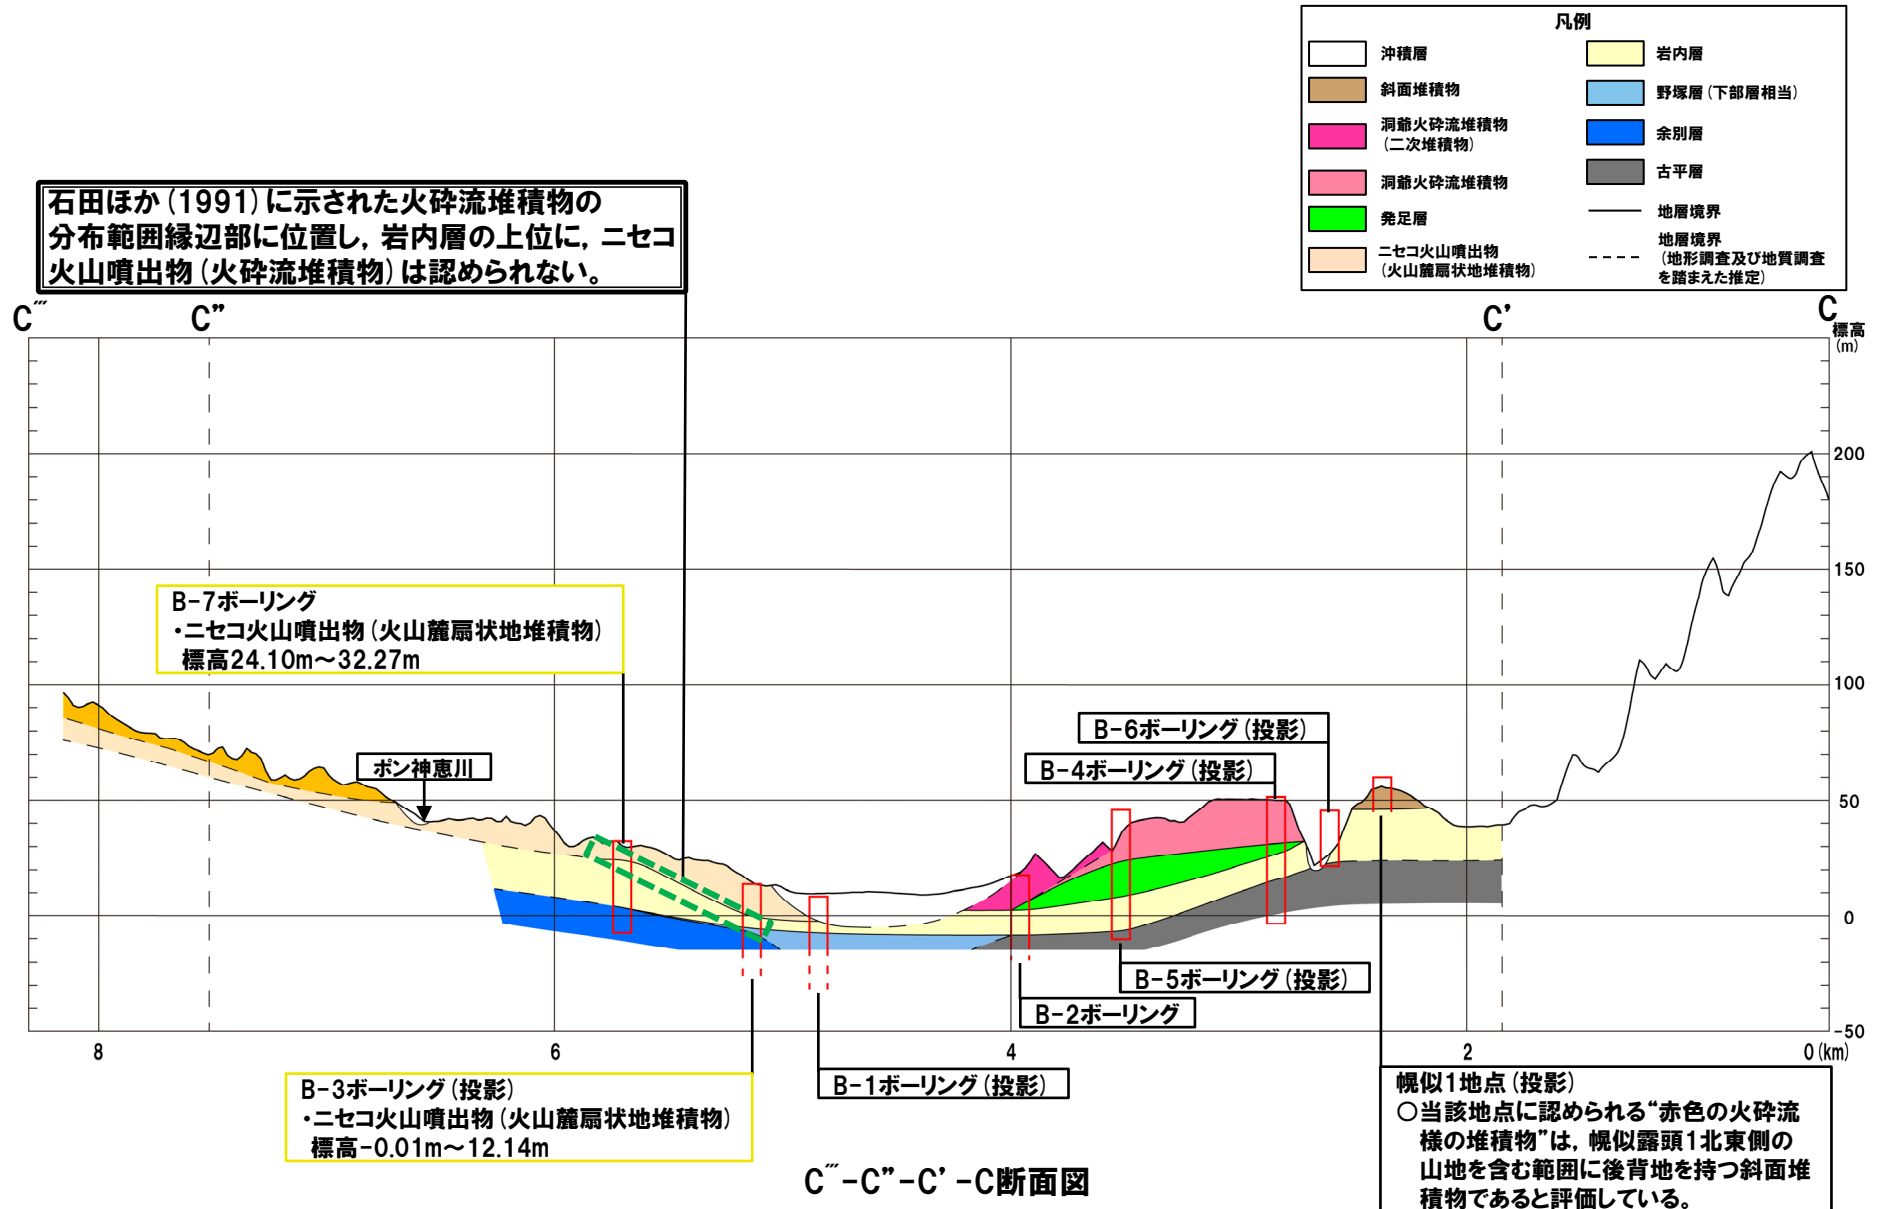 凡例
沖積層
斜面堆積物
洞爺火砕流堆積物
(二次堆積物)
洞爺火砕流堆積物
発足層
ニセコ火山噴出物
(火山麓扇状地堆積物)
岩内層
野塚層(下部層相当)
余別層
古平層
地層境界
地層境界
(地形調査及び地質調査
を踏まえた推定)
石田ほか(1991)に示された火砕流堆積物の
分布範囲縁辺部に位置し,岩内層の上位に,ニセコ
火山噴出物(火砕流堆積物)は認められない。
C‴
C”
C’
C
標高
(m)
200
150
100
50
0
-50
B-7ボーリング
・ニセコ火山噴出物(火山麓扇状地堆積物)
標高24.10m～32.27m
ポン神恵川
B-6ボーリング(投影)
B-4ボーリング(投影)
B-5ボーリング(投影)
B-2ボーリング
8
6
4
2
0(km)
B-3ボーリング(投影)
・ニセコ火山噴出物(火山麓扇状地堆積物)
標高-0.01m～12.14m
B-1ボーリング(投影)
幌似1地点(投影)
○当該地点に認められる“赤色の火砕流
様の堆積物”は,幌似露頭1北東側の
山地を含む範囲に後背地を持つ斜面堆
積物であると評価している。
C‴-C”-C’-C断面図